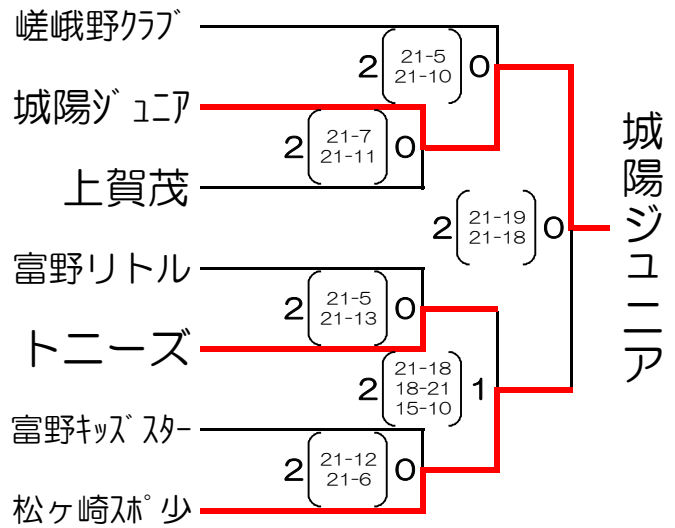 嵯峨野クラブ
2 21-5 0
21-10
城陽ジュニア
2 21-7 0
21-11
上賀茂
城陽ジュニア
2 21-19 0
21-18
富野リトル
2 21-5 0
21-13
トニーズ
21-18
2 18-21 1
15-10
富野キッズスター
2 21-12 0
21-6
松ヶ崎スポ少